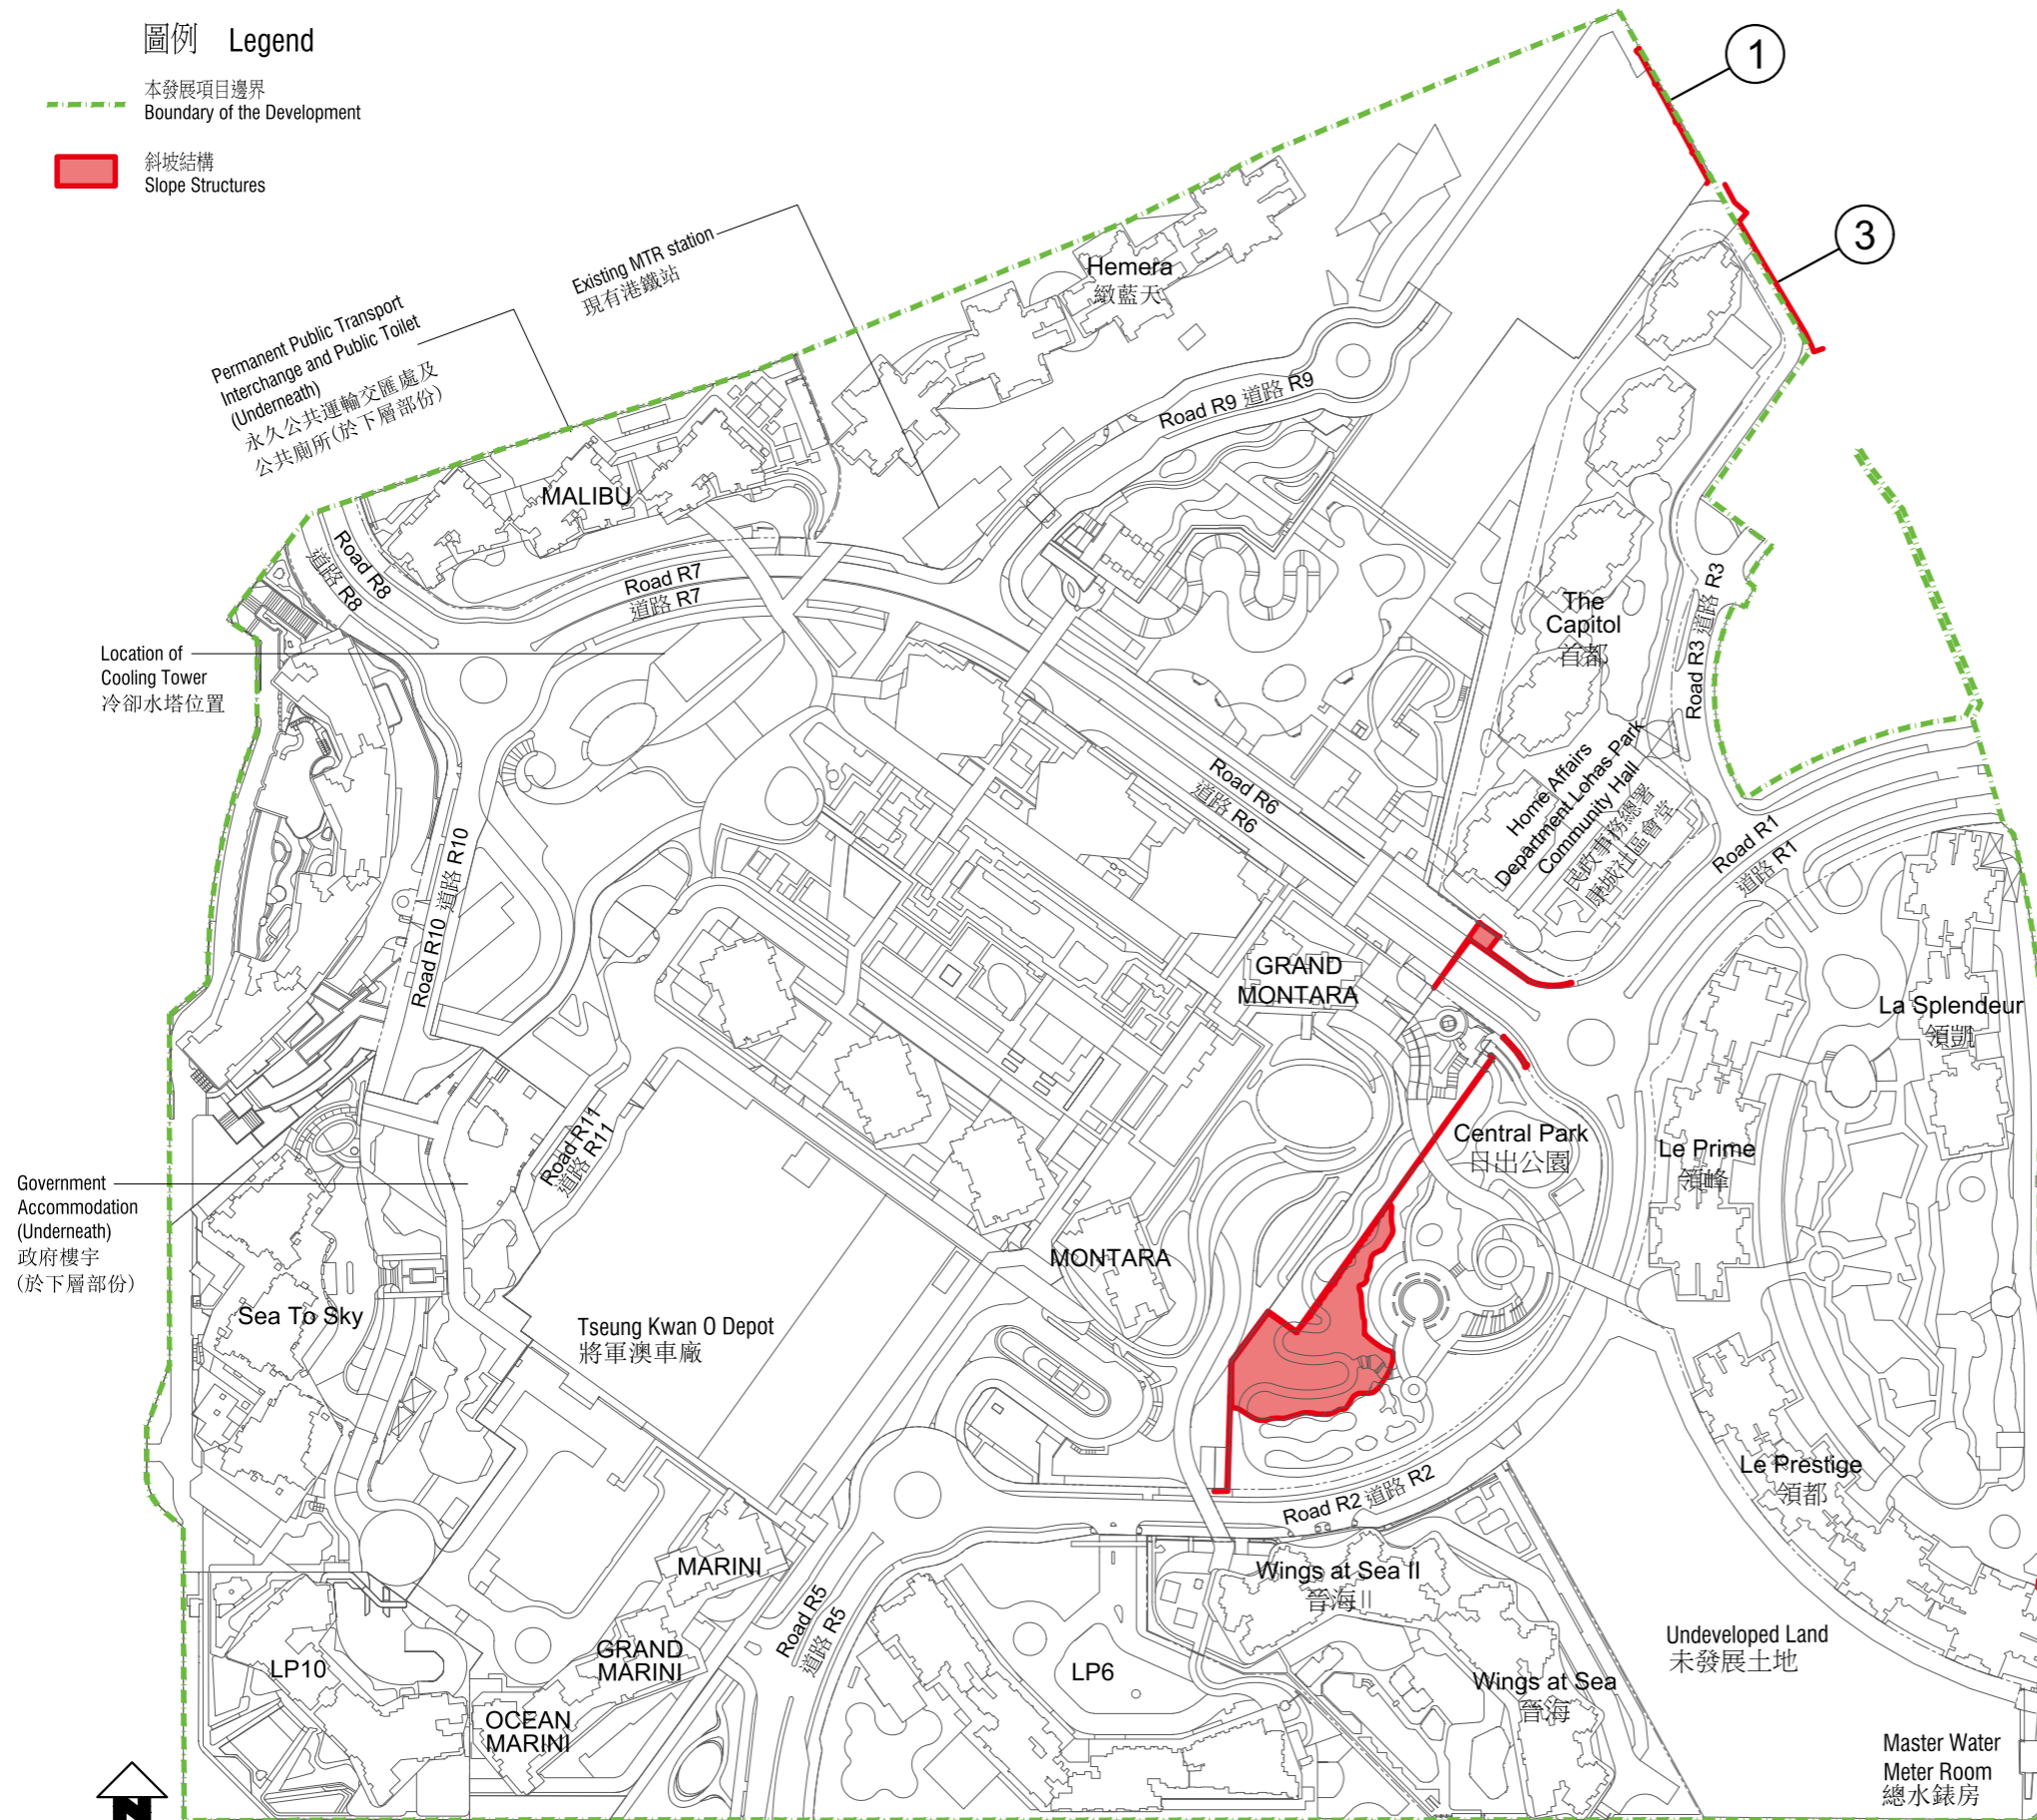 圖例 Legend
本發展項目邊界
Boundary of the Development
斜坡結構
Slope Structures
1
3
Existing MTR station
現有港鐵站
Permanent Public Transport
Interchange and Public Toilet
(Underneath)
永久公共運輸交匯處及
公共廁所(於下層部份)
Hemera
緻藍天
Road R9 道路 R9
MALIBU
Road R8
道路 R8
Road R7
道路 R7
The
Capitol
首都
Road R3 道路 R3
Location of
Cooling Tower
冷卻水塔位置
Road R6
道路 R6
Home Affairs
Department Lohas Park
Community Hall
民政事務總署
康城社區會堂
Road R1
道路 R1
Road R10 道路 R10
GRAND
MONTARA
La Splendeur
領凱
Road R11
道路 R11
Central Park
日出公園
Le Prime
領峰
Government
Accommodation
(Underneath)
政府樓宇
(於下層部份)
MONTARA
Sea To Sky
Tseung Kwan O Depot
將軍澳車廠
Le Prestige
領都
Road R2 道路 R2
MARINI
Wings at Sea II
晉海II
Road R5
道路 R5
GRAND
MARINI
Undeveloped Land
未發展土地
LP10
LP6
Wings at Sea
晉海
OCEAN
MARINI
Master Water
Meter Room
總水錶房
N